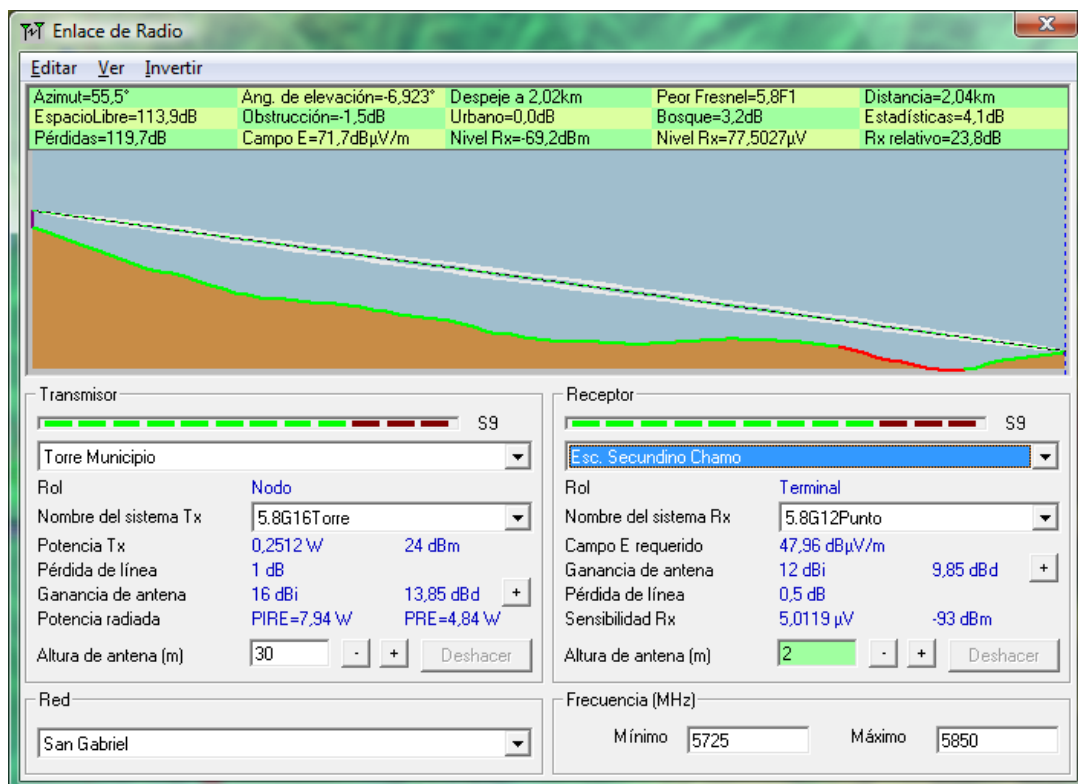 Enlace de Radio
Editar Ver Invertir
Azimut=55,5° Ang. de elevación=-6,923° Despeje a 2,02km Peor Fresnel=5,8F1 Distancia=2,04km
EspacioLibre=113,9dB Obstrucción=-1,5dB Urbano=0,0dB Bosque=3,2dB Estadísticas=4,1dB
Pérdidas=119,7dB Campo E=71,7dBµV/m Nivel Rx=-69,2dBm Nivel Rx=77,5027µV Rx relativo=23,8dB
Transmisor
S9
Torre Municipio
Rol Nodo
Nombre del sistema Tx 5.8G16Torre
Potencia Tx 0,2512 W 24 dBm
Pérdida de línea 1 dB
Ganancia de antena 16 dBi 13,85 dBd +
Potencia radiada PIRE=7,94 W PRE=4,84 W
Altura de antena (m) 30 - + Deshacer
Receptor
S9
Esc. Secundino Chamo
Rol Terminal
Nombre del sistema Rx 5.8G12Punto
Campo E requerido 47,96 dBµV/m
Ganancia de antena 12 dBi 9,85 dBd +
Pérdida de línea 0,5 dB
Sensibilidad Rx 5,0119 µV -93 dBm
Altura de antena (m) 2 - + Deshacer
Red
San Gabriel
Frecuencia (MHz)
Mínimo 5725 Máximo 5850